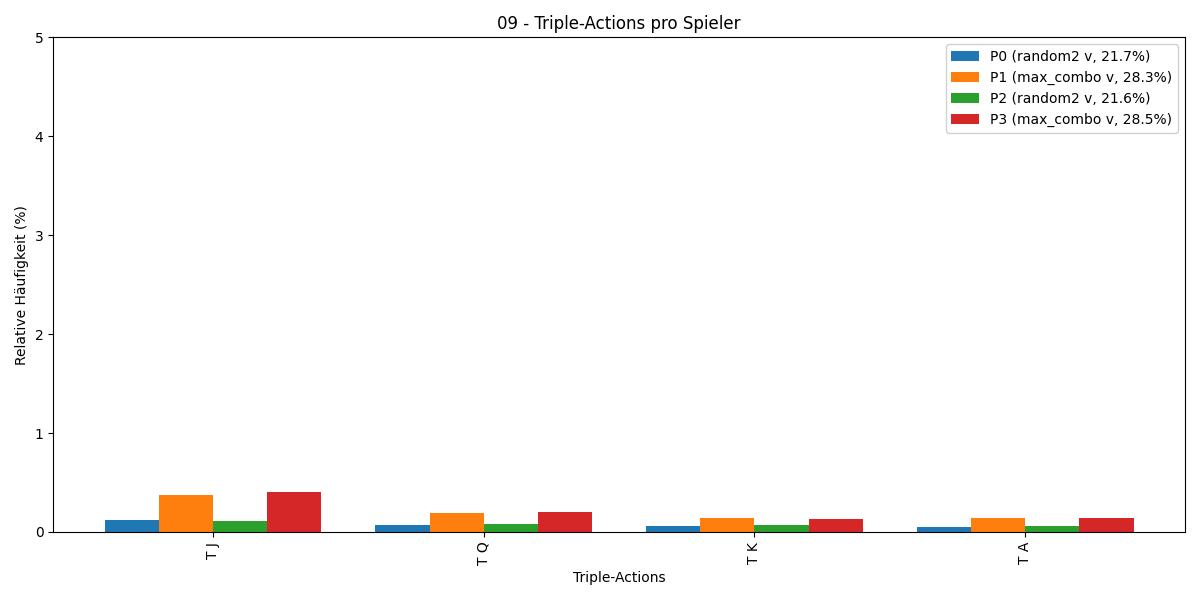 09 - Triple-Actions pro Spieler
5
4
3
2
1
0
Relative Häufigkeit (%)
P0 (random2 v, 21.7%)
P1 (max_combo v, 28.3%)
P2 (random2 v, 21.6%)
P3 (max_combo v, 28.5%)
T J
T Q
T K
T A
Triple-Actions